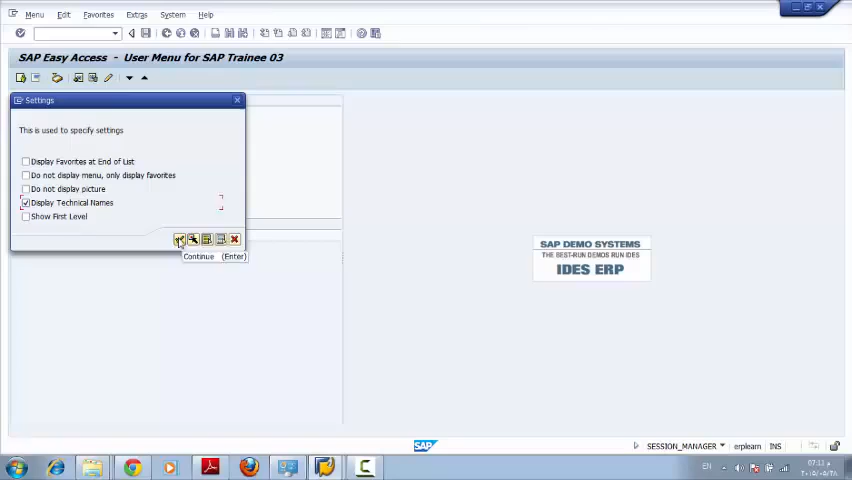 Menu Edit Favorites Extras System Help
SAP Easy Access - User Menu for SAP Trainee 03
Settings
This is used to specify settings
Display Favorites at End of List
Do not display menu, only display favorites
Do not display picture
Display Technical Names
Show First Level
Continue (Enter)
SAP DEMO SYSTEMS
THE BEST-RUN DEMOS RUN IDES
IDES ERP
SAP
SESSION_MANAGER erplearn INS
EN